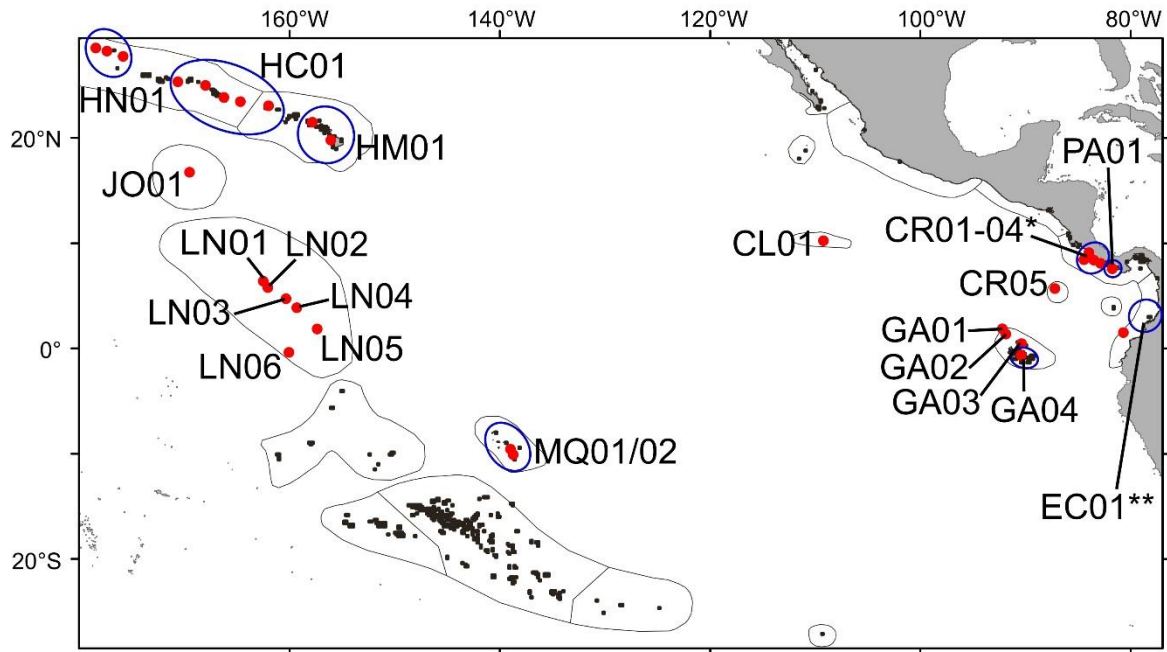 160°W 140°W 120°W 100°W 80°W
HC01
HN01
HM01
20°N
PA01
JO01
CR01-04*
CL01
LN01 LN02
CR05
LN03 LN04
GA01
LN05
0°
LN06
GA02
GA03
GA04
MQ01/02
EC01**
20°S